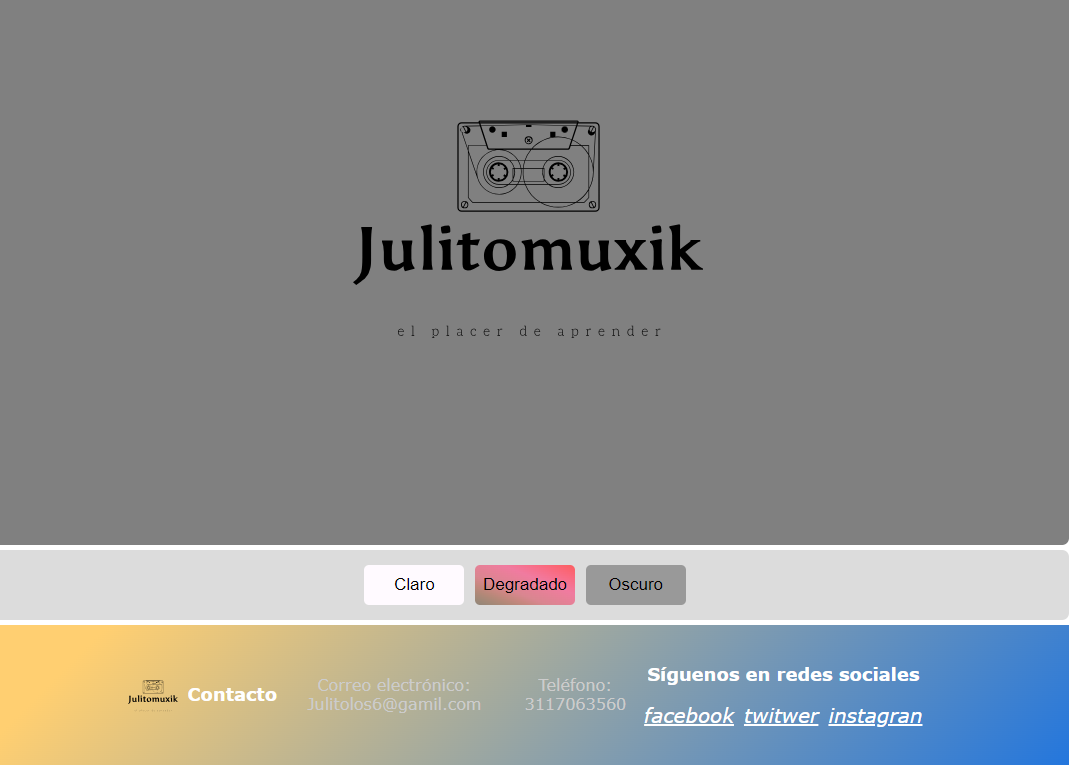 Julitomuxik
el placer de aprender
Claro
Degradado
Oscuro
Julitomuxik
Contacto
Correo electrónico:
Julitolos6@gamil.com
Teléfono:
3117063560
Síguenos en redes sociales
facebook twitwer instagran